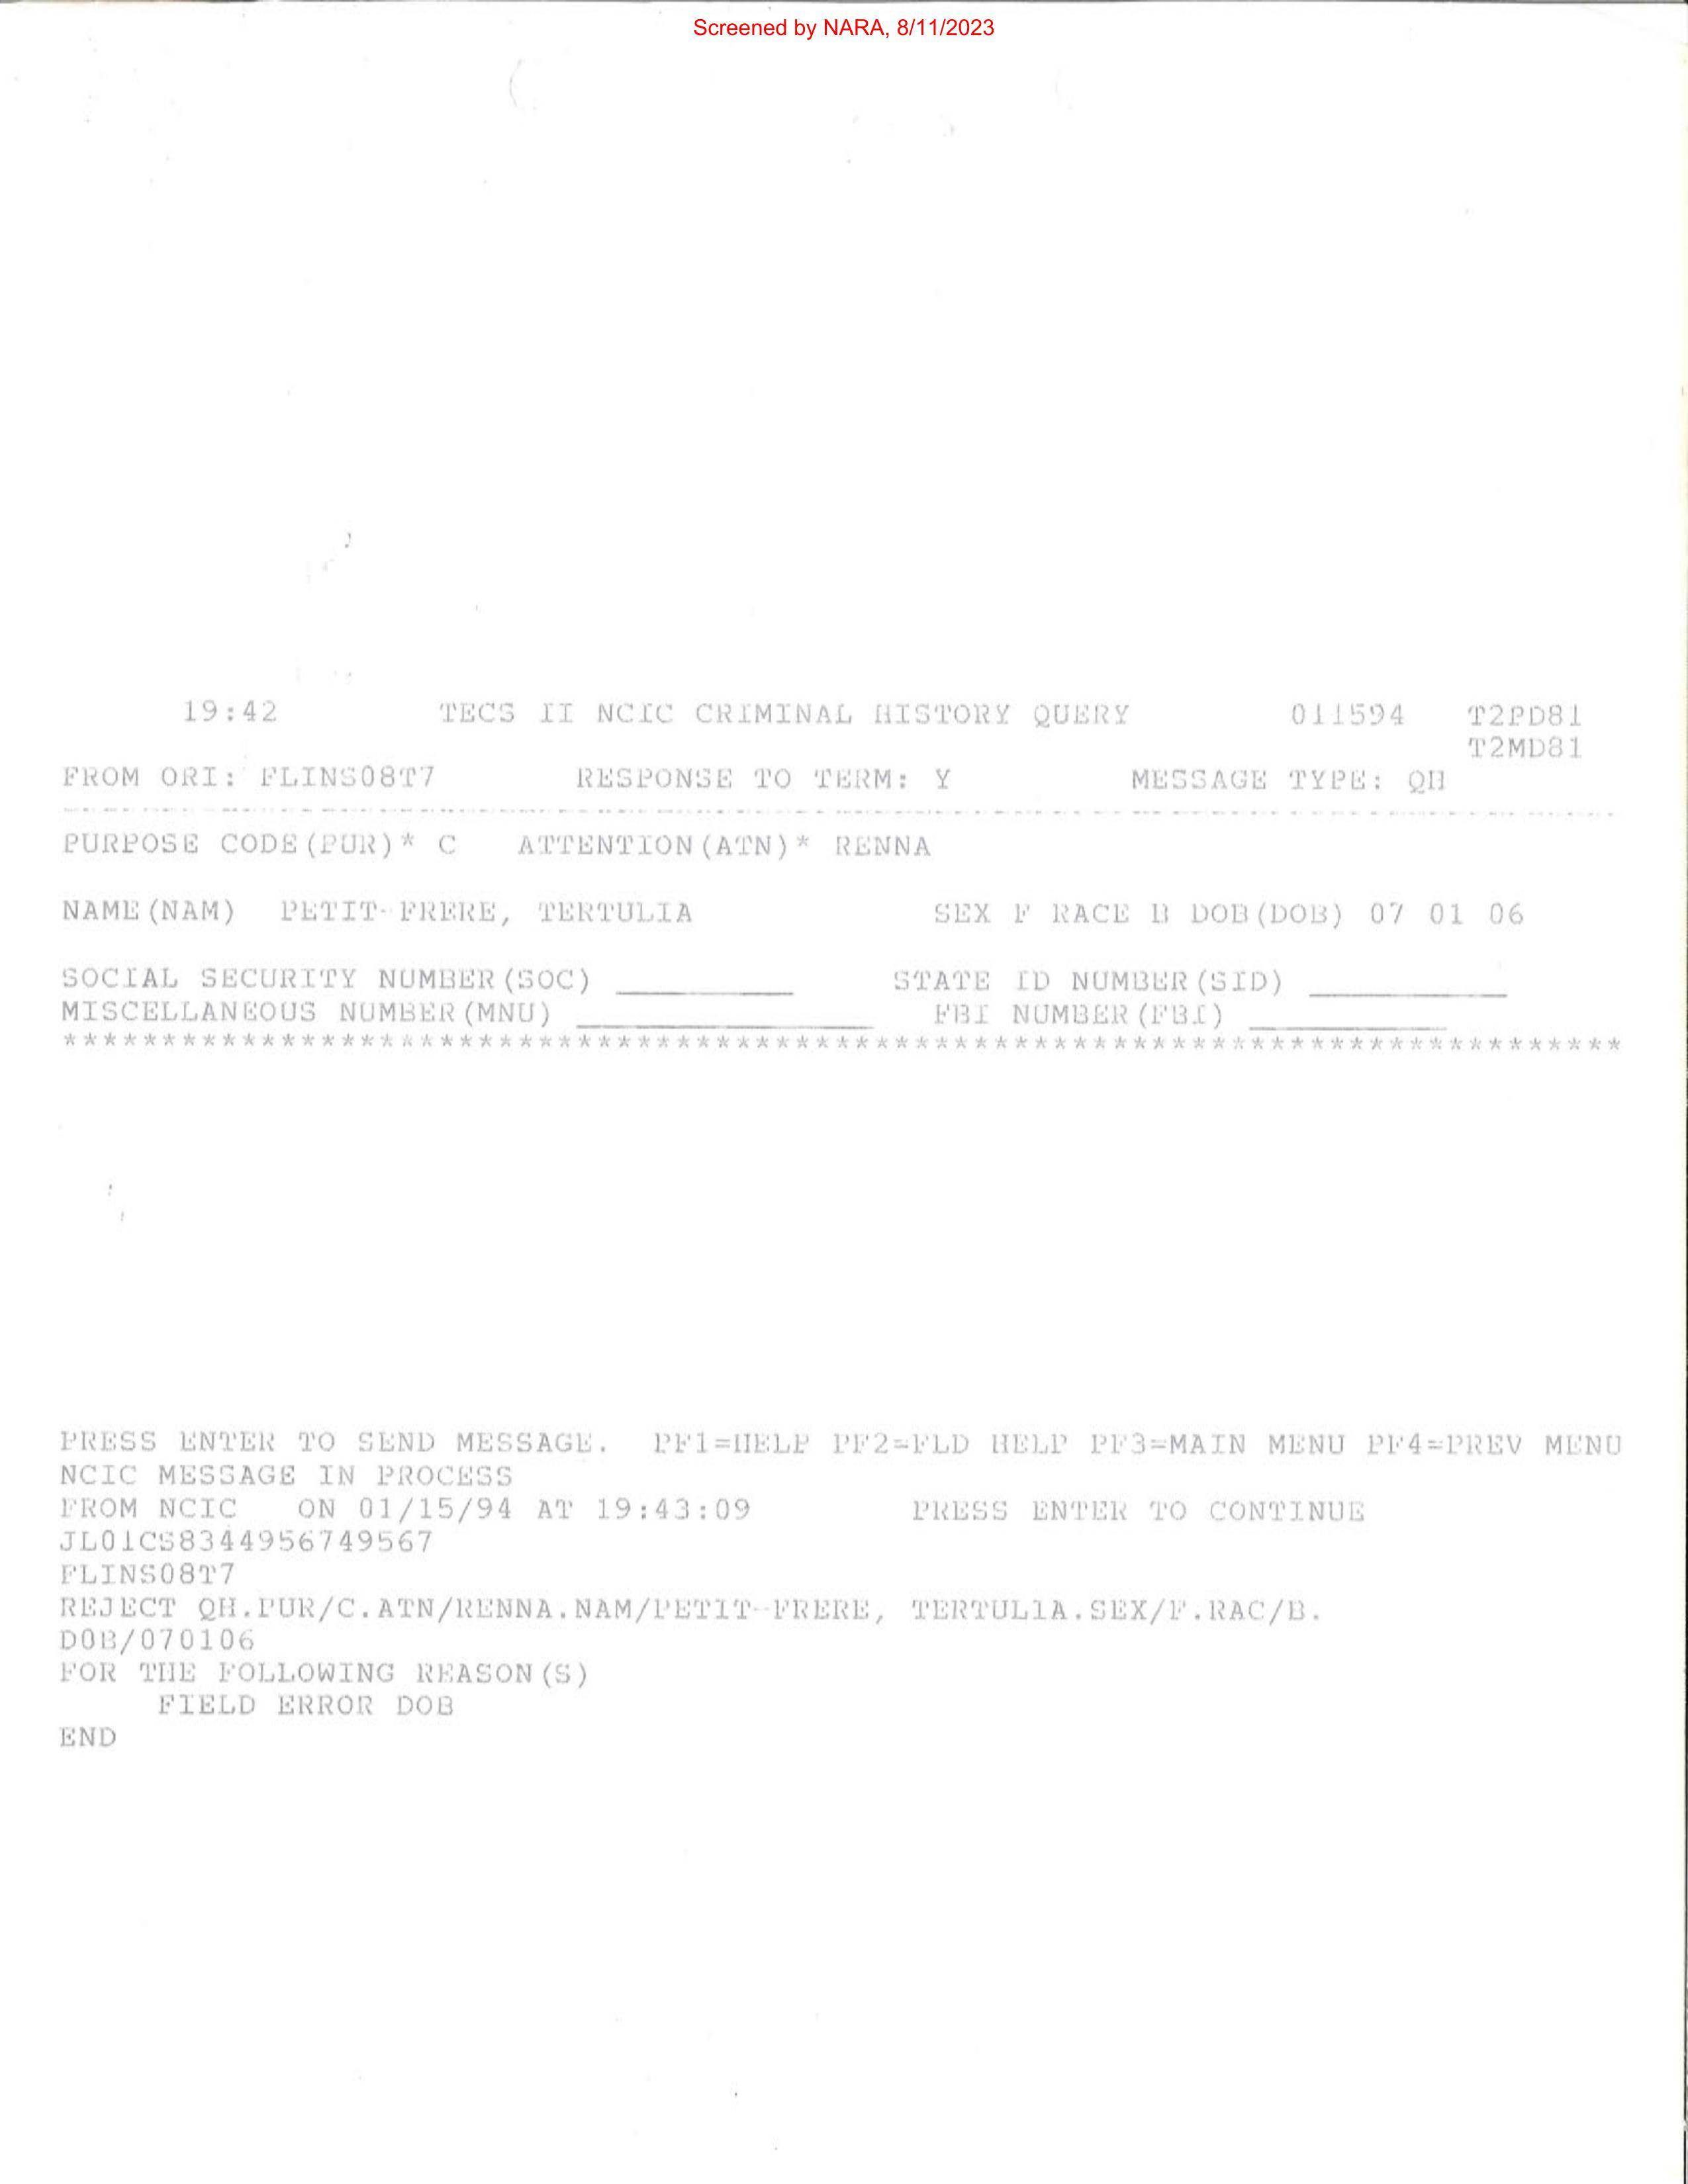 Screened by NARA, 8/11/2023
19:42 TECS II NCIC CRIMINAL HISTORY QUERY 011594 T2PD81
T2MD81
FROM ORI: FLINS08T7 RESPONSE TO TERM: Y MESSAGE TYPE: QH
PURPOSE CODE(PUR)* C ATTENTION(ATN)* RENNA
NAME(NAM) PETIT-FRERE, TERTULIA SEX F RACE B DOB(DOB) 07 01 06
SOCIAL SECURITY NUMBER(SOC) __________ STATE ID NUMBER(SID) __________
MISCELLANEOUS NUMBER(MNU) _______________ FBI NUMBER(FBI) __________
*******************************************************************************
PRESS ENTER TO SEND MESSAGE. PF1=HELP PF2=FLD HELP PF3=MAIN MENU PF4=PREV MENU
NCIC MESSAGE IN PROCESS
FROM NCIC ON 01/15/94 AT 19:43:09 PRESS ENTER TO CONTINUE
JL01CS8344956749567
FLINS08T7
REJECT QH.PUR/C.ATN/RENNA.NAM/PETIT-FRERE, TERTULIA.SEX/F.RAC/B.
DOB/070106
FOR THE FOLLOWING REASON(S)
FIELD ERROR DOB
END